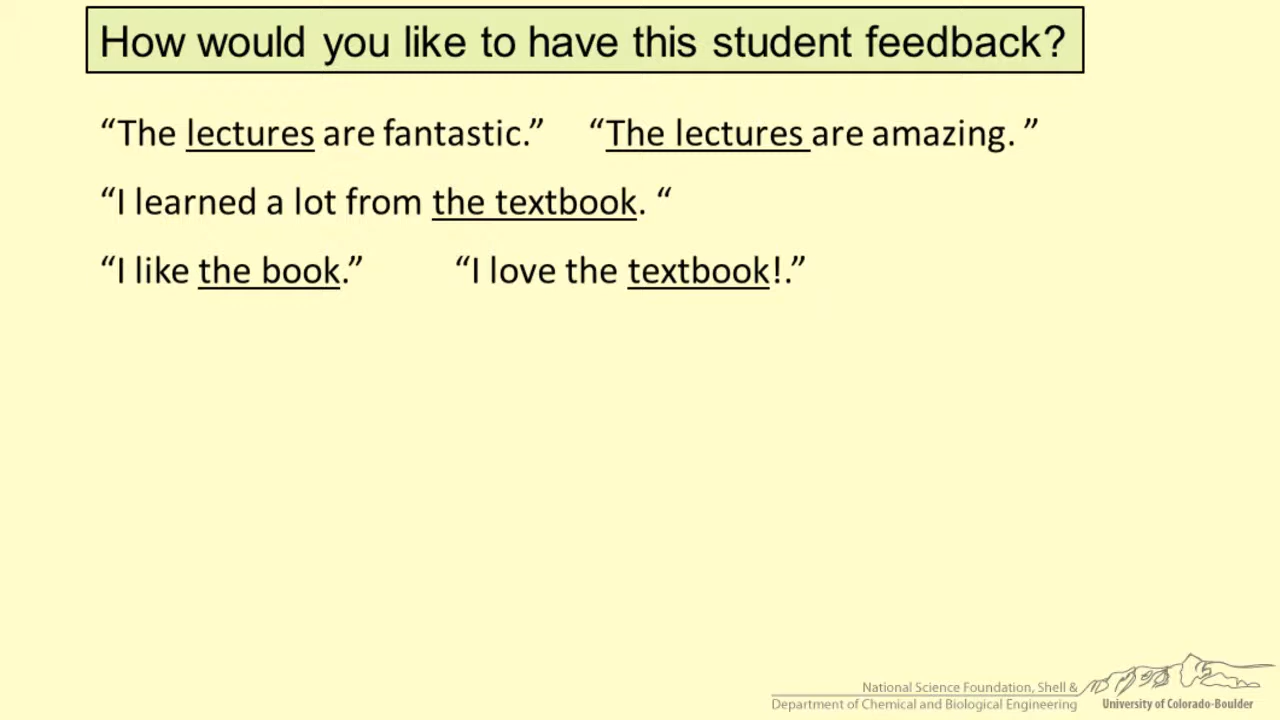 How would you like to have this student feedback?
“The lectures are fantastic.” “The lectures are amazing. ”
“I learned a lot from the textbook. “
“I like the book.” “I love the textbook!.”
National Science Foundation, Shell &
Department of Chemical and Biological Engineering
University of Colorado-Boulder